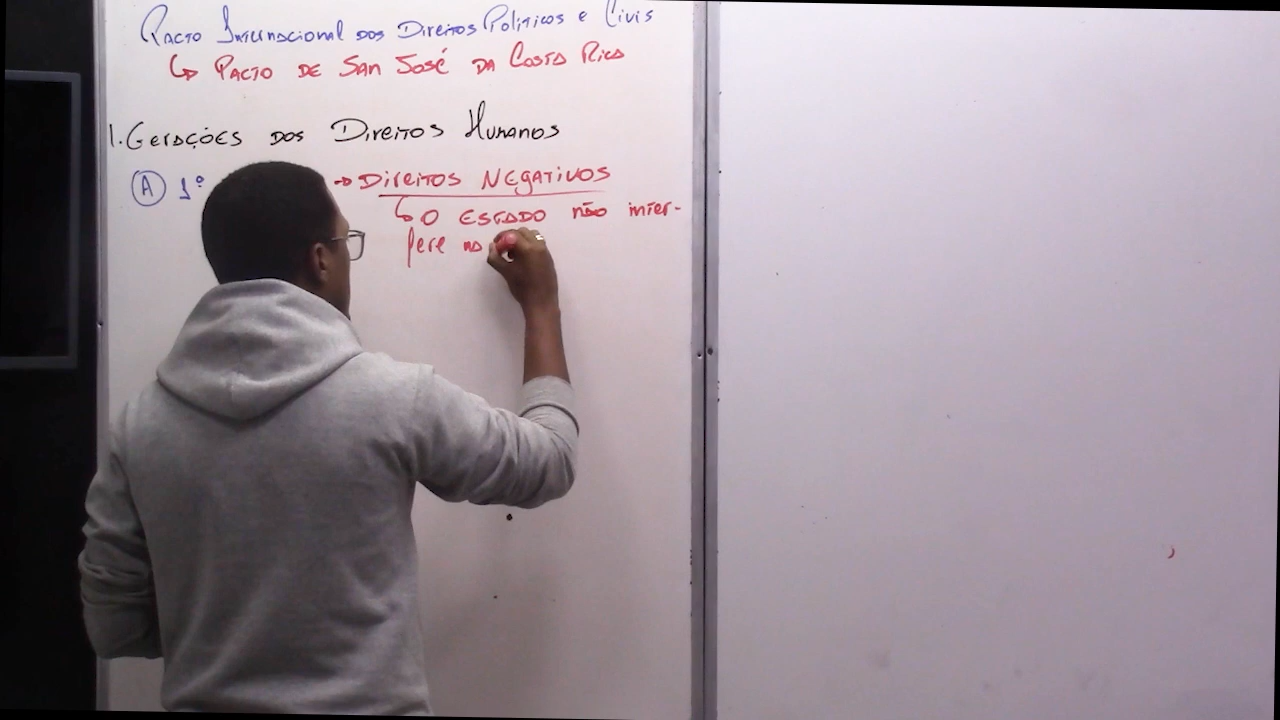 Pacto Internacional dos Direitos Políticos e Civis
↳ Pacto de San José da Costa Rica
1. Gerações dos Direitos Humanos
A 1º → Direitos Negativos
↳ O Estado não inter-
fere na